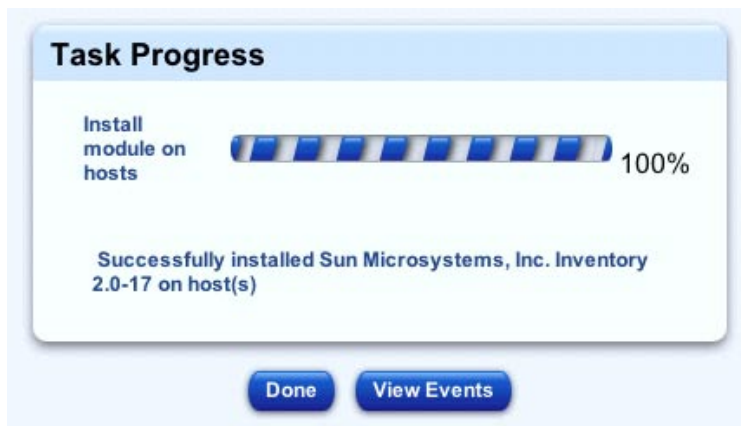 Task Progress
Install
module on
hosts
100%
Successfully installed Sun Microsystems, Inc. Inventory
2.0-17 on host(s)
Done
View Events